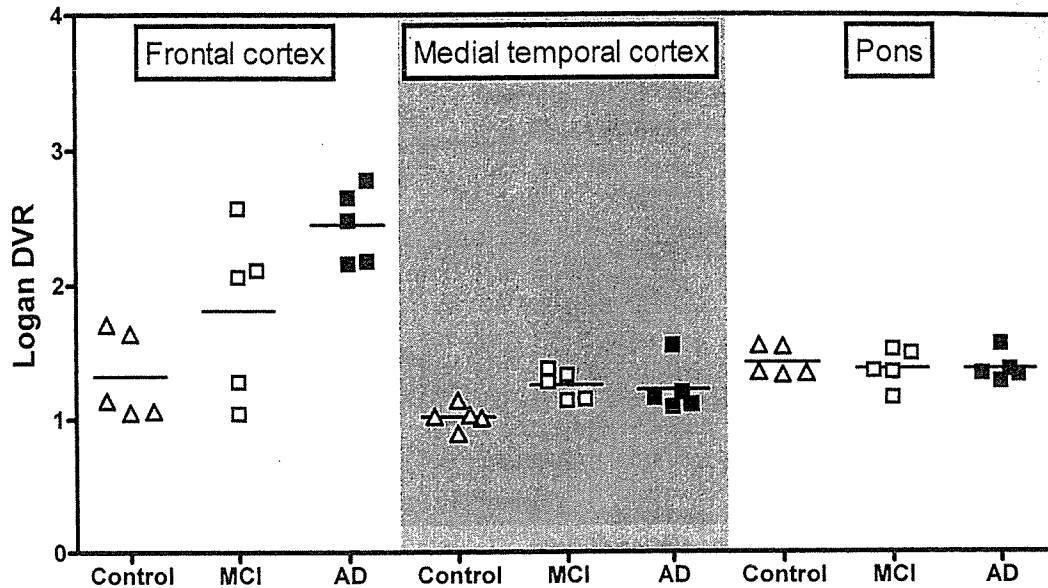 4
Frontal cortex
Medial temporal cortex
Pons
3
2
1
0
Logan DVR
Control MCI AD Control MCI AD Control MCI AD